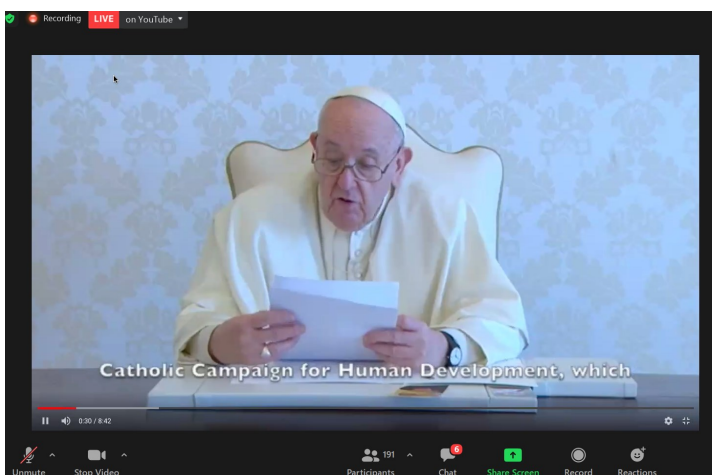 Recording LIVE on YouTube
Catholic Campaign for Human Development, which
0:30 / 8:42
191 6
Unmute Stop Video Participants Chat Share Screen Record Reactions